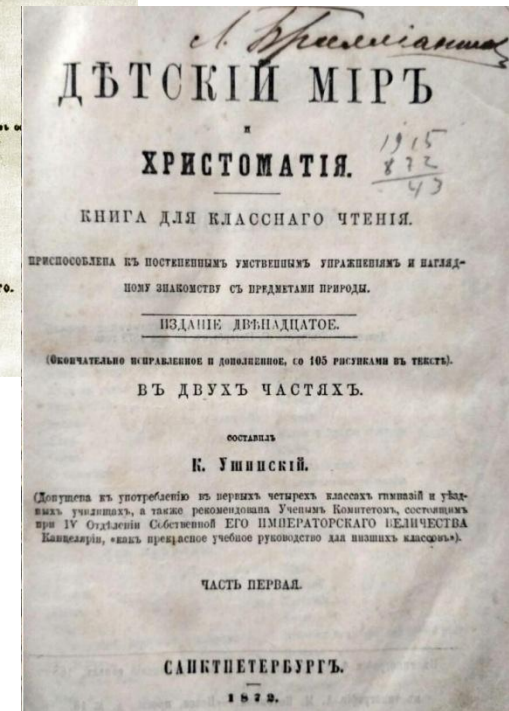 Л. Бриллiанта
ДѢТСКІЙ МІРЪ
и
ХРИСТОМАТІЯ.
1915
872
43
КНИГА ДЛЯ КЛАССНАГО ЧТЕНІЯ.
ПРИСПОСОБЛЕНА КЪ ПОСТЕПЕННЫМЪ УМСТВЕННЫМЪ УПРАЖНЕНІЯМЪ И НАГЛЯД-
НОМУ ЗНАКОМСТВУ СЪ ПРЕДМЕТАМИ ПРИРОДЫ.
ИЗДАНІЕ ДВѢНАДЦАТОЕ.
(Окончательно исправленное и дополненное, со 105 рисунками въ текстѣ).
ВЪ ДВУХЪ ЧАСТЯХЪ.
СОСТАВИЛЪ
К. Ушинскій.
(Допущена къ употребленію въ первыхъ четырехъ классахъ гимназій и уѣзд-
ныхъ училищахъ, а также рекомендована Ученымъ Комитетомъ, состоящимъ
при IV Отдѣленіи Собственной ЕГО ИМПЕРАТОРСКАГО ВЕЛИЧЕСТВА
Канцеляріи, «какъ прекрасное учебное руководство для низшихъ классовъ»).
ЧАСТЬ ПЕРВАЯ.
САНКТПЕТЕРБУРГЪ.
1872.